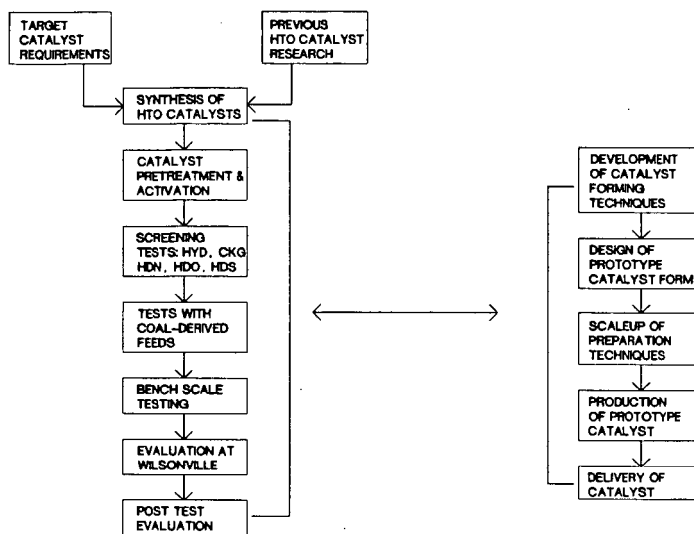 TARGET
CATALYST
REQUIREMENTS
PREVIOUS
HTO CATALYST
RESEARCH
SYNTHESIS OF
HTO CATALYSTS
CATALYST
PRETREATMENT &
ACTIVATION
SCREENING
TESTS: HYD, CKG
HDN, HDO, HDS
TESTS WITH
COAL-DERIVED
FEEDS
BENCH SCALE
TESTING
EVALUATION AT
WILSONVILLE
POST TEST
EVALUATION
DEVELOPMENT
OF CATALYST
FORMING
TECHNIQUES
DESIGN OF
PROTOTYPE
CATALYST FORM
SCALEUP OF
PREPARATION
TECHNIQUES
PRODUCTION
OF PROTOTYPE
CATALYST
DELIVERY OF
CATALYST